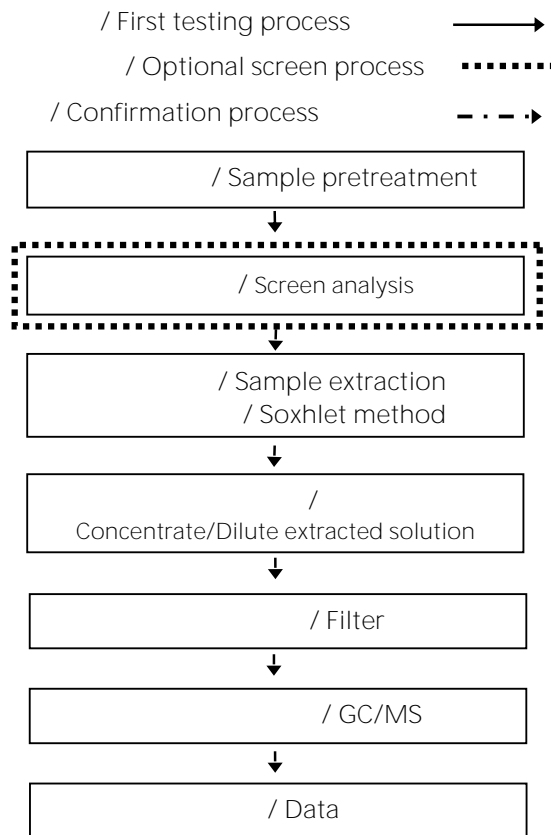 / First testing process
/ Optional screen process
/ Confirmation process
/ Sample pretreatment
/ Screen analysis
/ Sample extraction
/ Soxhlet method
/
Concentrate/Dilute extracted solution
/ Filter
/ GC/MS
/ Data